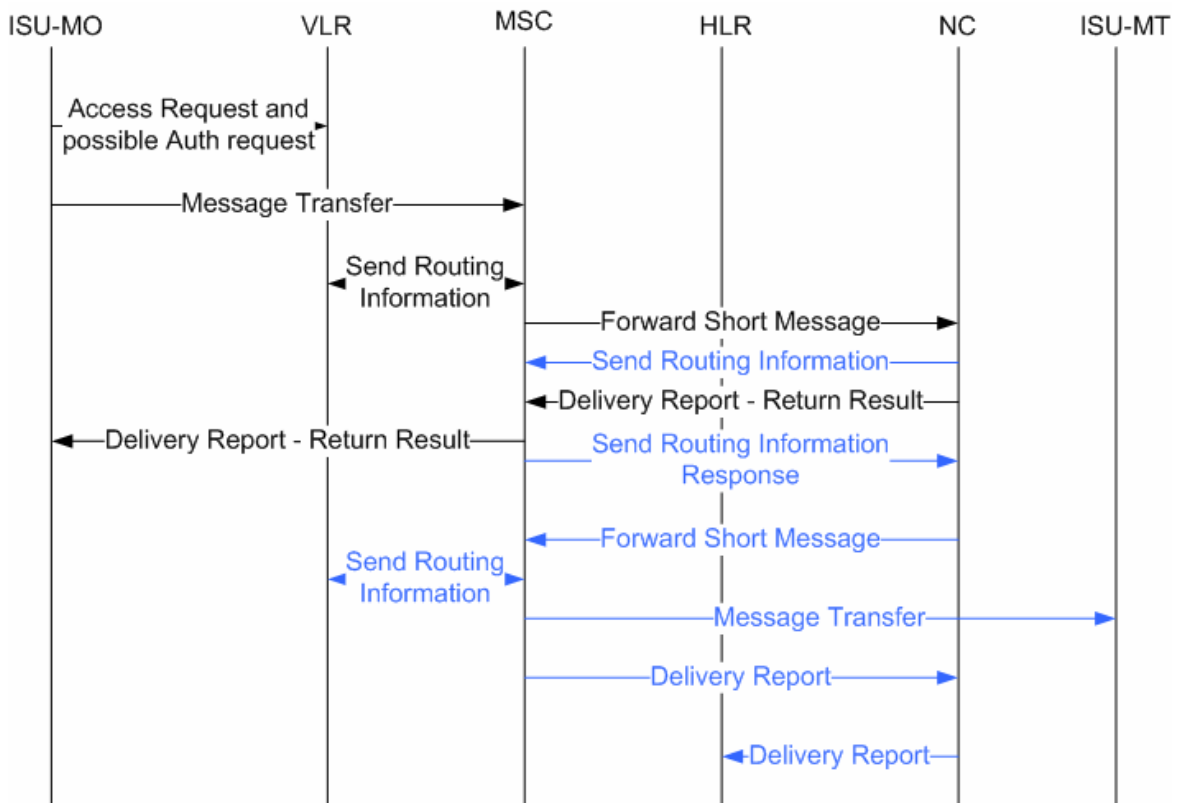 ISU-MO VLR MSC HLR NC ISU-MT
Access Request and
possible Auth request
Message Transfer
Send Routing
Information
Forward Short Message
Send Routing Information
Delivery Report - Return Result
Delivery Report - Return Result
Send Routing Information
Response
Forward Short Message
Send Routing
Information
Message Transfer
Delivery Report
Delivery Report